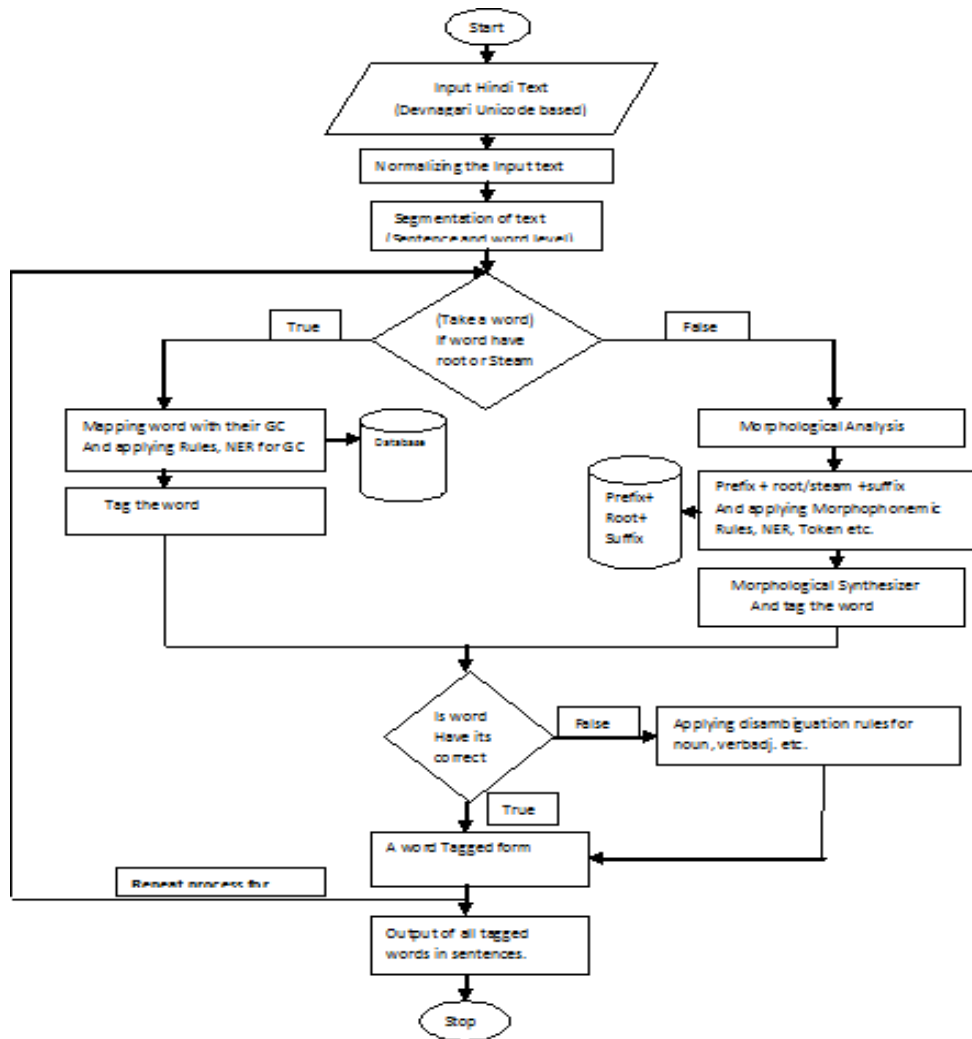 Start
Input Hindi Text
(Devnagari Unicode based)
Normalizing the Input text
Segmentation of text
(Sentence and word level)
True
(Take a word)
If word have
root or Steam
False
Mapping word with their GC
And applying Rules, NER for GC
Database
Morphological Analysis
Tag the word
Prefix+
Root+
Suffix
Prefix + root/steam +suffix
And applying Morphophonemic
Rules, NER, Token etc.
Morphological Synthesizer
And tag the word
Is word
Have its
correct
False
Applying disambiguation rules for
noun, verbadj. etc.
True
A word Tagged form
Repeat process for
Output of all tagged
words in sentences.
Stop